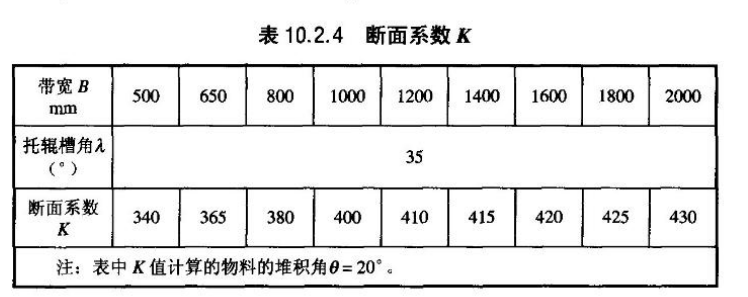 表 10.2.4 断面系数 K
带宽 B
mm
500 650 800 1000 1200 1400 1600 1800 2000
托辊槽角λ
(°)
35
断面系数
K
340 365 380 400 410 415 420 425 430
注：表中 K 值计算的物料的堆积角θ=20°。